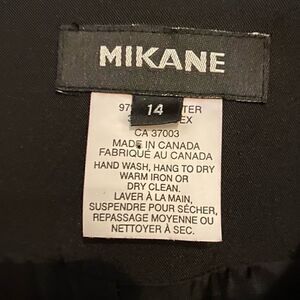 MIKANE
14
CA 37003
MADE IN CANADA
FABRIQUÉ AU CANADA
HAND WASH, HANG TO DRY
WARM IRON OR
DRY CLEAN.
LAVER À LA MAIN,
SUSPENDRE POUR SÉCHER,
REPASSAGE MOYENNE OU
NETTOYER À SEC.